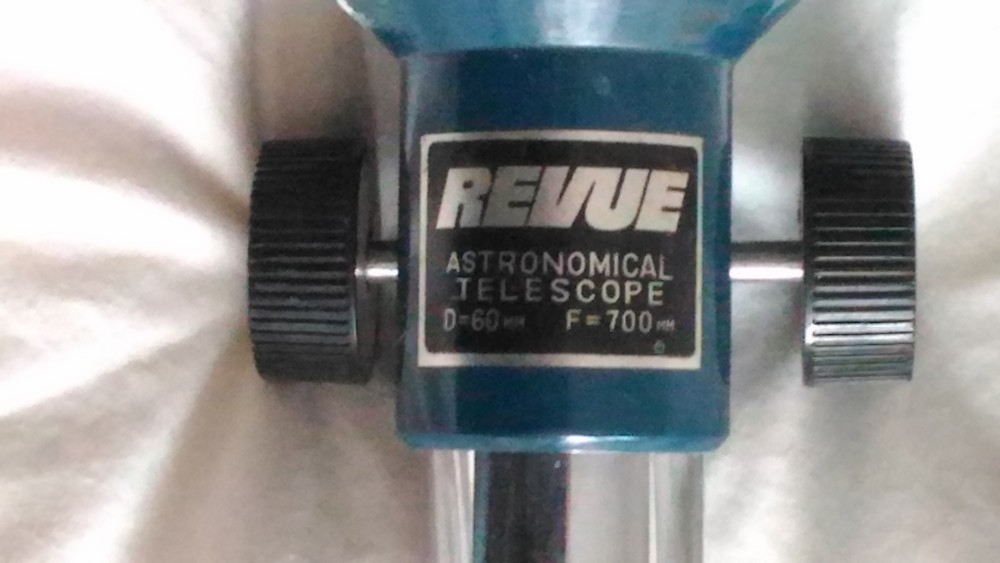 REVUE
ASTRONOMICAL
TELESCOPE
D=60MM F=700MM